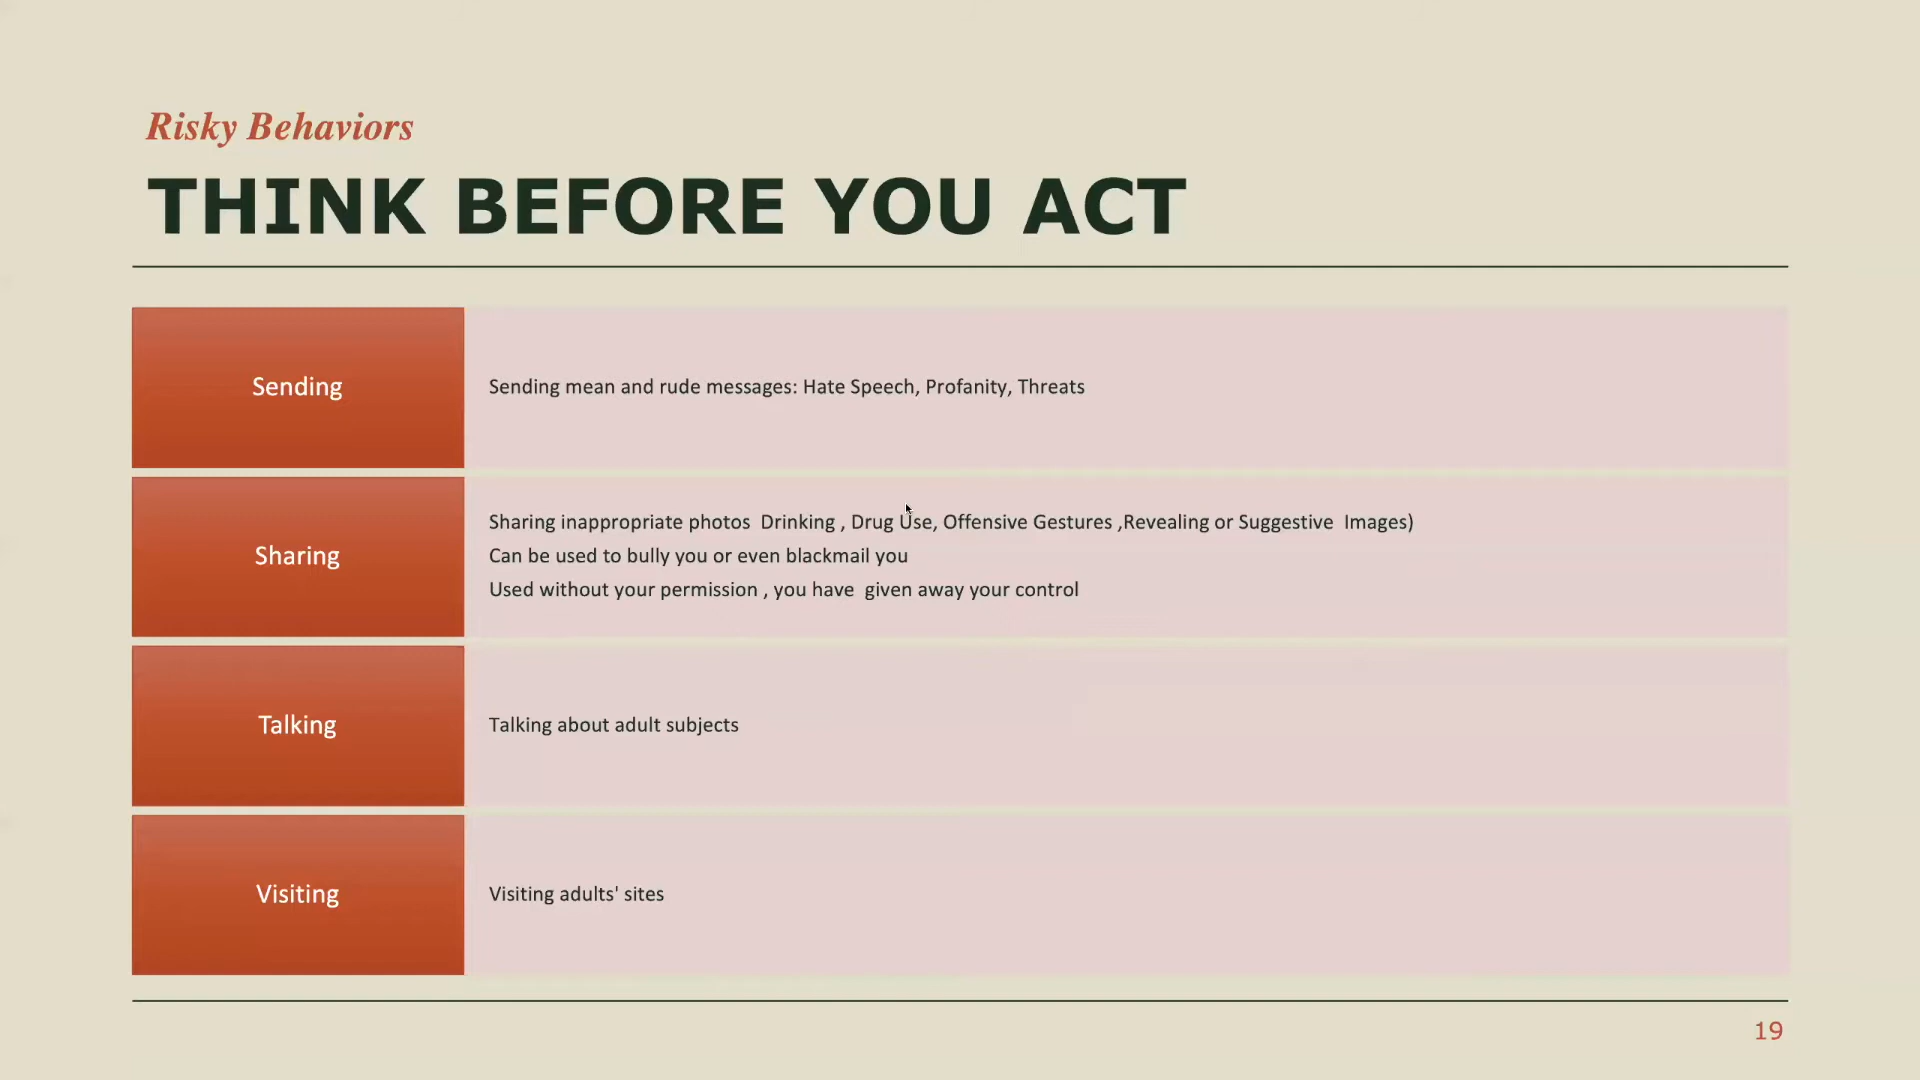 Risky Behaviors
THINK BEFORE YOU ACT
Sending
Sending mean and rude messages: Hate Speech, Profanity, Threats
Sharing
Sharing inappropriate photos  Drinking , Drug Use, Offensive Gestures ,Revealing or Suggestive  Images)
Can be used to bully you or even blackmail you
Used without your permission , you have  given away your control
Talking
Talking about adult subjects
Visiting
Visiting adults' sites
19